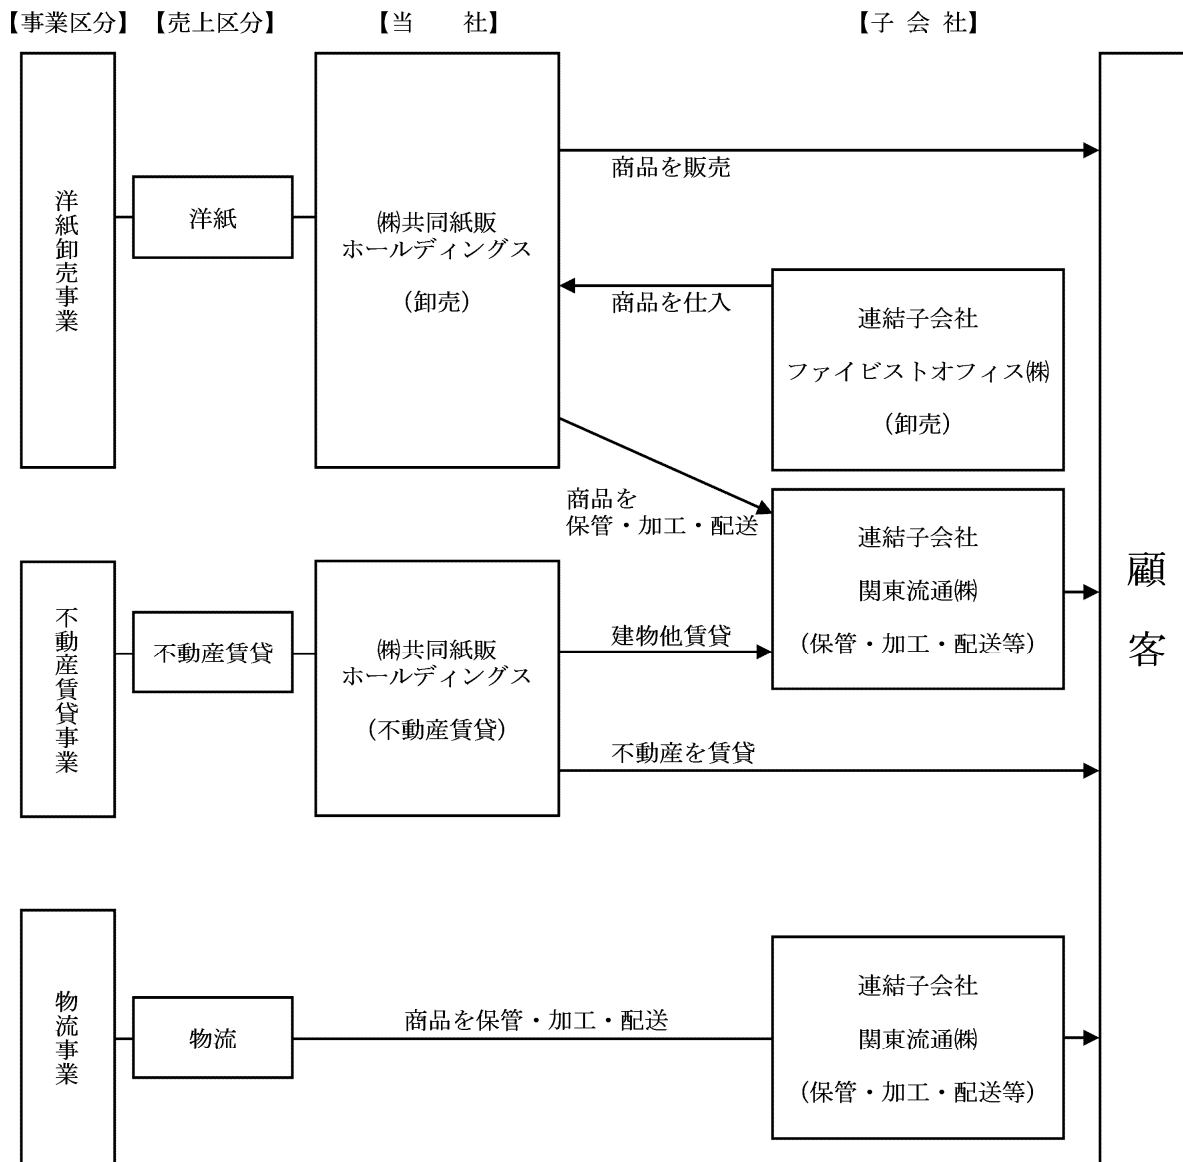 【事業区分】 【売上区分】 【当 社】 【子 会 社】
洋紙卸売事業
洋紙
㈱共同紙販
ホールディングス
（卸売）
商品を販売
商品を仕入
連結子会社
ファイビストオフィス㈱
（卸売）
商品を
保管・加工・配送
連結子会社
関東流通㈱
（保管・加工・配送等）
不動産賃貸事業
不動産賃貸
㈱共同紙販
ホールディングス
（不動産賃貸）
建物他賃貸
不動産を賃貸
顧客
物流事業
物流
商品を保管・加工・配送
連結子会社
関東流通㈱
（保管・加工・配送等）